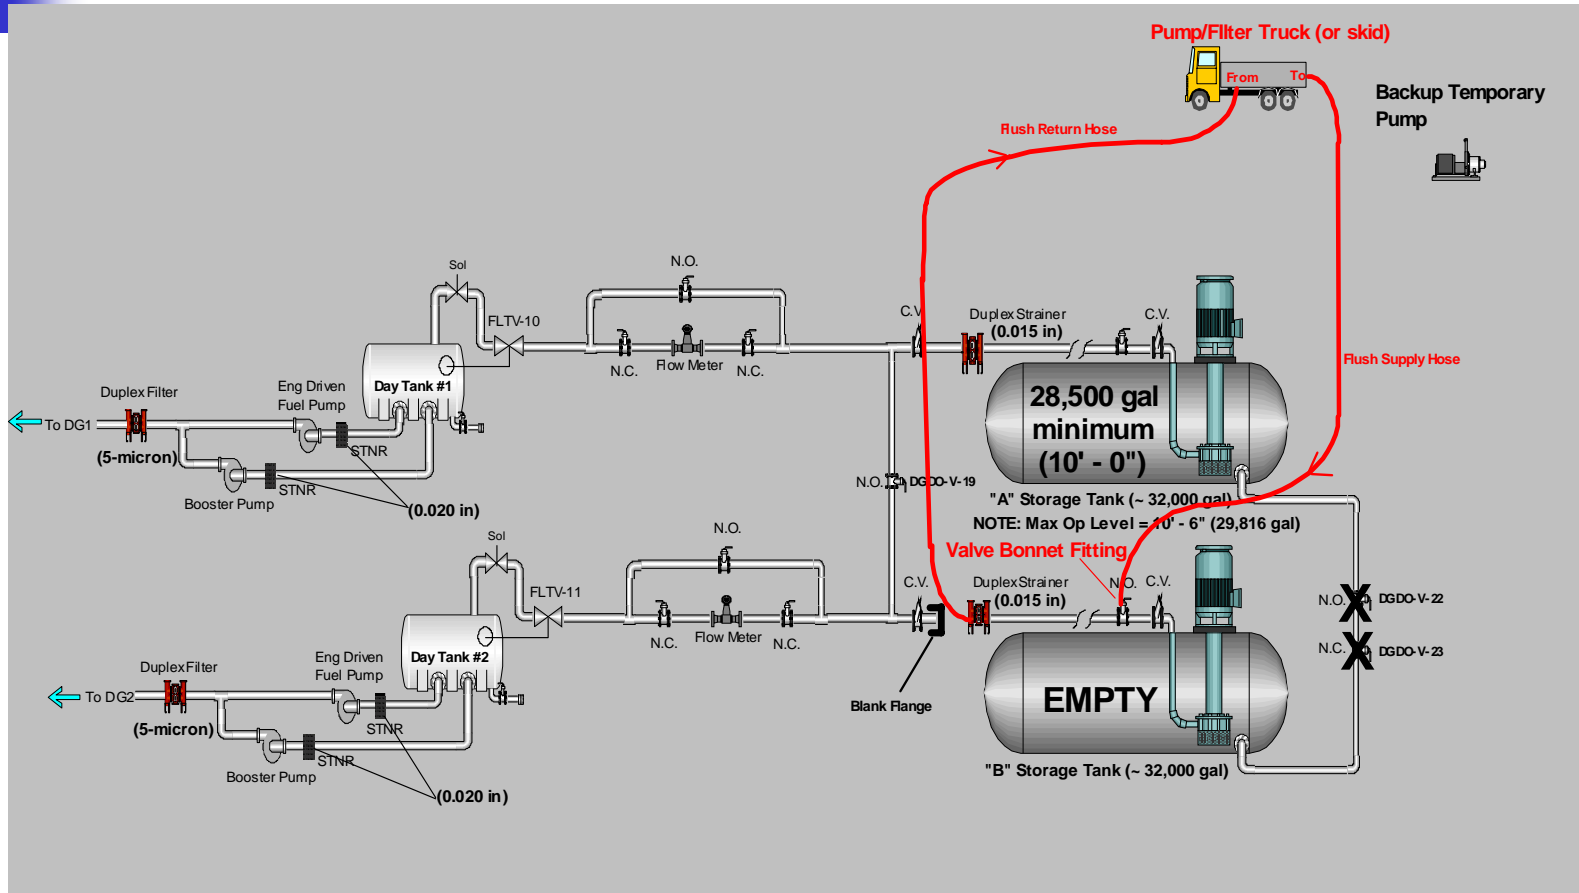 Pump/FIlter Truck (or skid)
From
To
Backup Temporary
Pump
Flush Return Hose
Sol
N.O.
FLTV-10
C.V.
Duplex Strainer
(0.015 in)
C.V.
N.C.
Flow Meter
N.C.
Flush Supply Hose
Day Tank #1
Eng Driven
Fuel Pump
Duplex Filter
To DG1
(5-micron)
STNR
STNR
Booster Pump
(0.020 in)
28,500 gal
minimum
(10' - 0")
N.O.
DGDO-V-19
"A" Storage Tank (~ 32,000 gal)
NOTE: Max Op Level = 10' - 6" (29,816 gal)
Sol
N.O.
Valve Bonnet Fitting
FLTV-11
C.V.
Duplex Strainer
(0.015 in)
N.O.
C.V.
N.O.
DGDO-V-22
N.C.
Flow Meter
N.C.
N.C.
DGDO-V-23
Day Tank #2
Eng Driven
Fuel Pump
Duplex Filter
To DG2
(5-micron)
STNR
STNR
Booster Pump
(0.020 in)
Blank Flange
EMPTY
"B" Storage Tank (~ 32,000 gal)